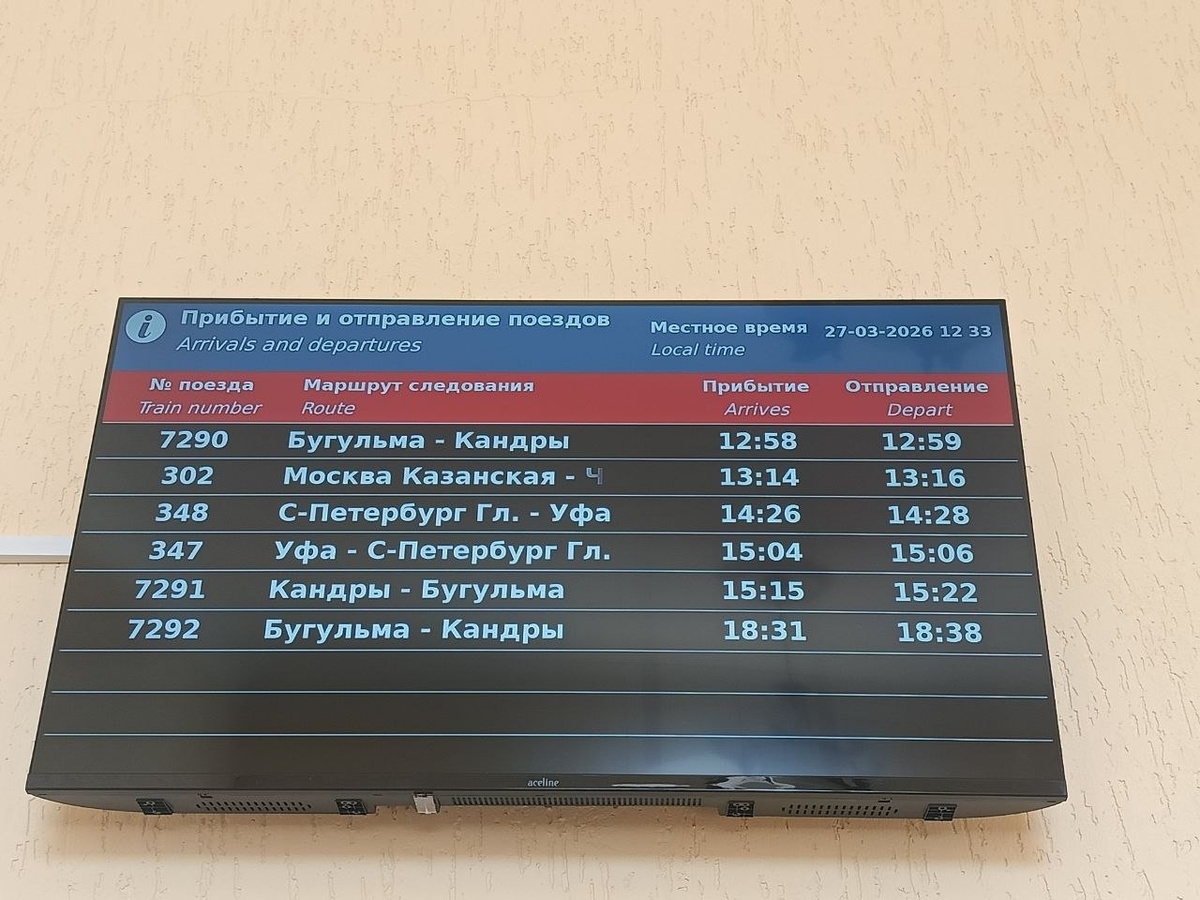 i
Прибытие и отправление поездов
Arrivals and departures
Местное время 27-03-2026 12 33
Local time
№ поезда Маршрут следования Прибытие Отправление
Train number Route Arrives Depart
7290 Бугульма - Кандры 12:58 12:59
302 Москва Казанская - Ч 13:14 13:16
348 С-Петербург Гл. - Уфа 14:26 14:28
347 Уфа - С-Петербург Гл. 15:04 15:06
7291 Кандры - Бугульма 15:15 15:22
7292 Бугульма - Кандры 18:31 18:38
aceline